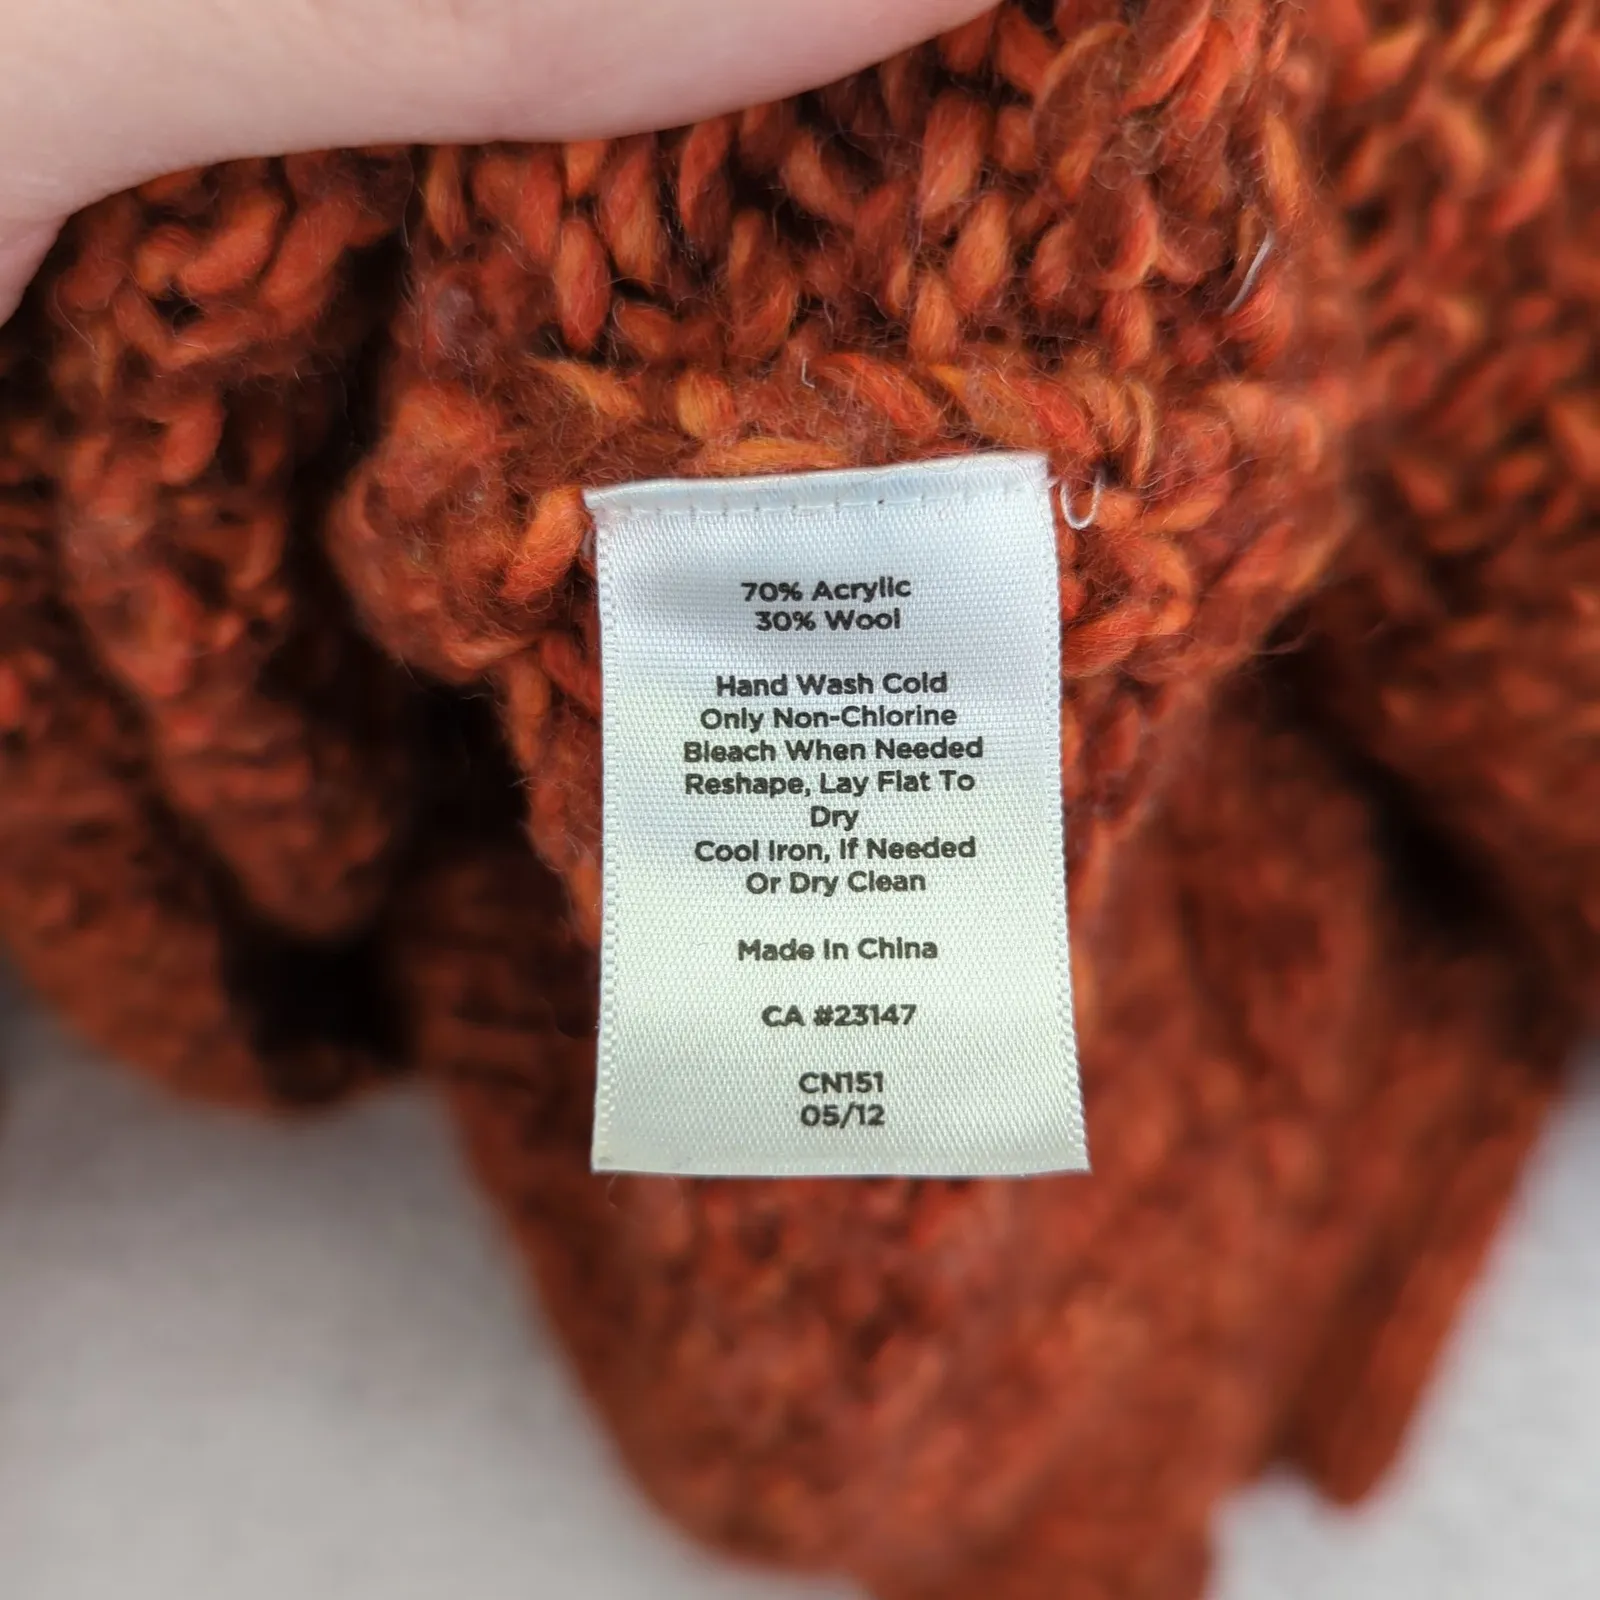 70% Acrylic
30% Wool
Hand Wash Cold
Only Non-Chlorine
Bleach When Needed
Reshape, Lay Flat To
Dry
Cool Iron, If Needed
Or Dry Clean
Made In China
CA #23147
CN151
05/12